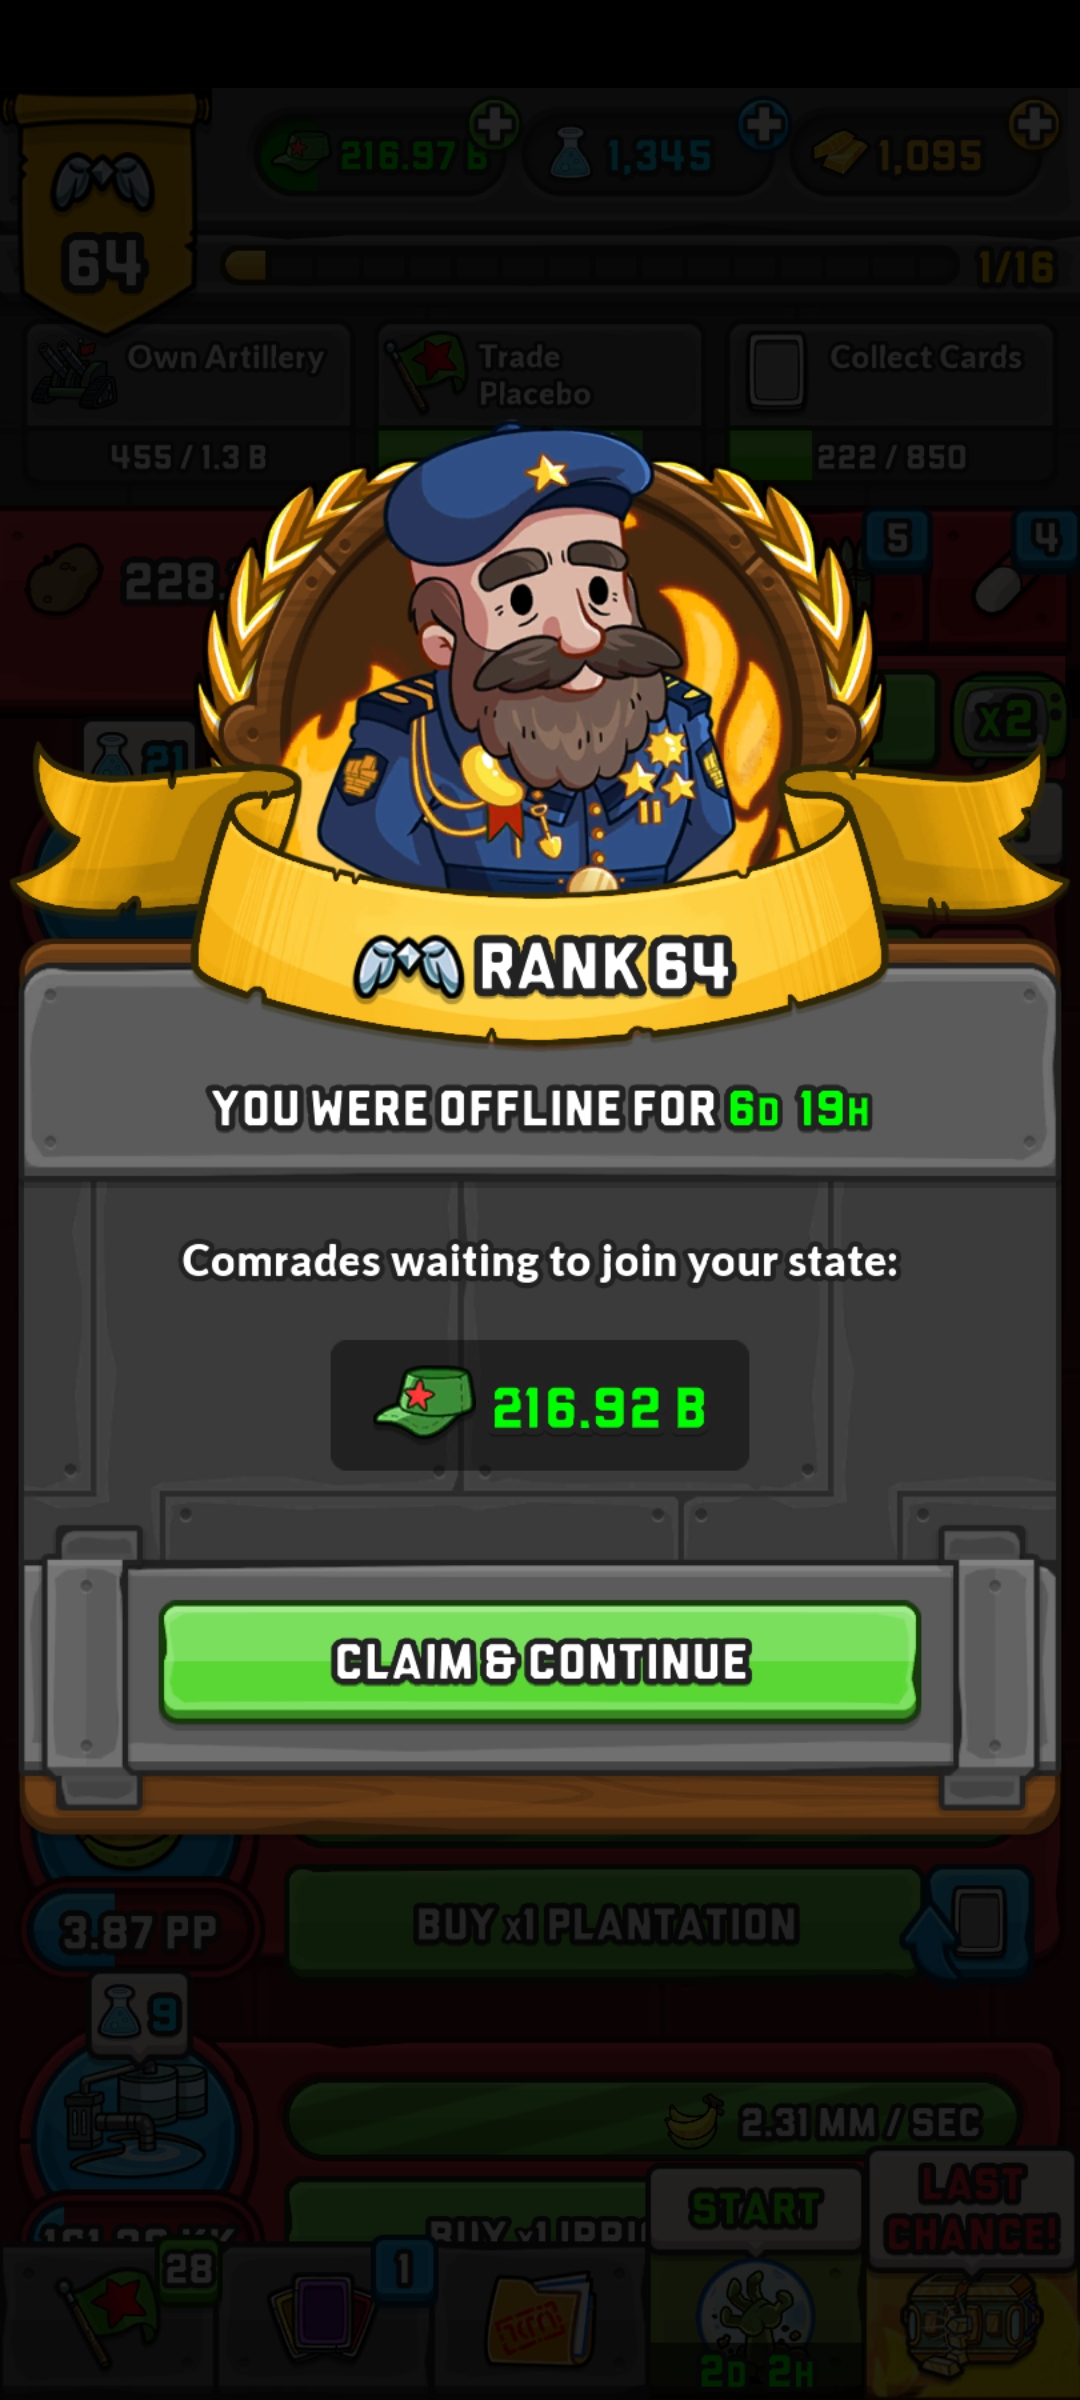 216.97 B
1,345
1,095
64
1/16
Own Artillery
Trade
Placebo
Collect Cards
455 / 1.3 B
222 / 850
5
4
228.
x2
21
RANK 64
YOU WERE OFFLINE FOR 6D 19H
Comrades waiting to join your state:
216.92 B
CLAIM & CONTINUE
3.87 PP
BUY x1 PLANTATION
9
2.31 MM / SEC
START
LAST
CHANCE!
BUY x1
28
1
2D 2H